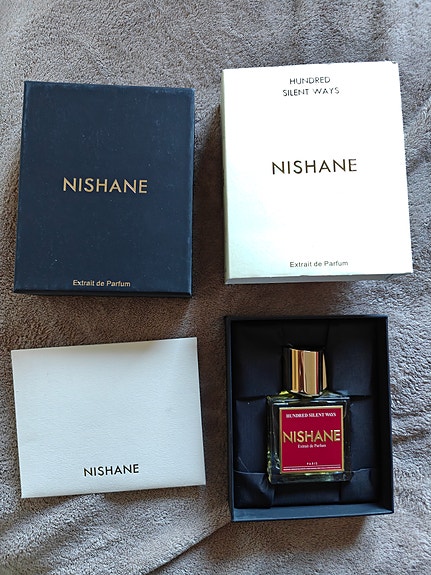 NISHANE
Extrait de Parfum
HUNDRED
SILENT WAYS
NISHANE
Extrait de Parfum
NISHANE
HUNDRED SILENT WAYS
NISHANE
Extrait de Parfum
PARIS